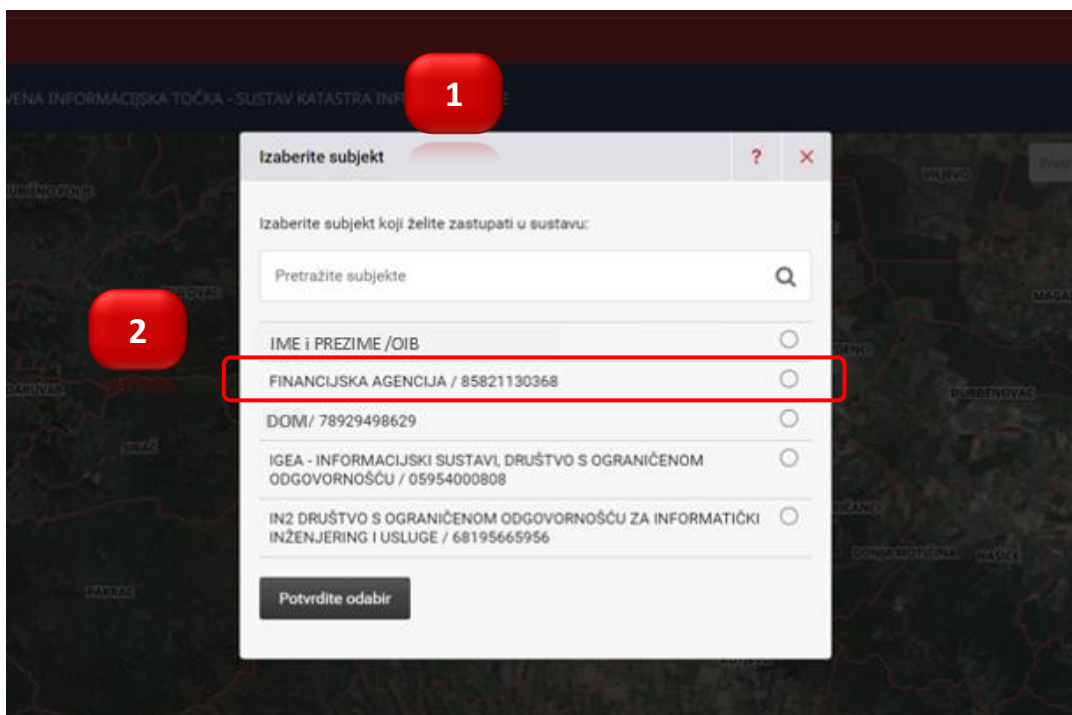 VENA INFORMACIJSKA TOČKA - SUSTAV KATASTRA
1
Izaberite subjekt ? ×
Izaberite subjekt koji želite zastupati u sustavu:
Pretražite subjekte
2
IME i PREZIME /OIB
FINANCIJSKA AGENCIJA / 85821130368
DOM/ 78929498629
IGEA - INFORMACIJSKI SUSTAVI, DRUŠTVO S OGRANIČENOM
ODGOVORNOŠĆU / 05954000808
IN2 DRUŠTVO S OGRANIČENOM ODGOVORNOŠĆU ZA INFORMATIČKI
INŽENJERING I USLUGE / 68195665956
Potvrdite odabir
DARUVAR
SIRAČ
PAKRAC
ĐURĐENOVAC
DONJA MOTIČINA
NAŠICE